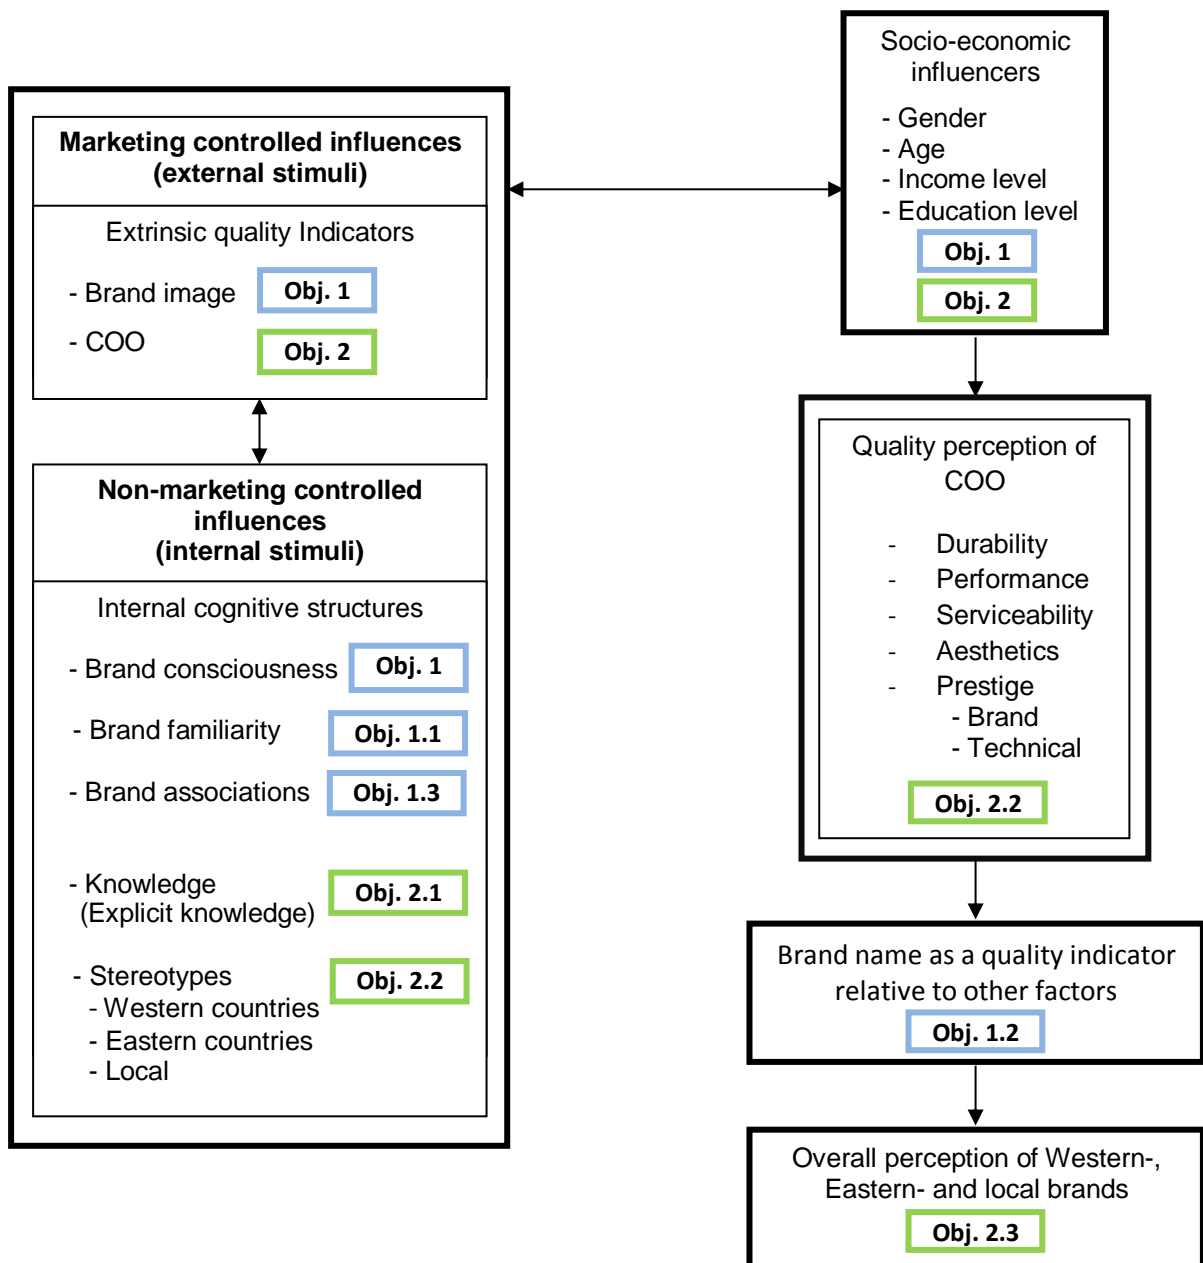 Marketing controlled influences
(external stimuli)
Extrinsic quality Indicators
- Brand image
Obj. 1
- COO
Obj. 2
Non-marketing controlled
influences
(internal stimuli)
Internal cognitive structures
- Brand consciousness
Obj. 1
- Brand familiarity
Obj. 1.1
- Brand associations
Obj. 1.3
- Knowledge
(Explicit knowledge)
Obj. 2.1
- Stereotypes
Obj. 2.2
- Western countries
- Eastern countries
- Local
Socio-economic
influencers
- Gender
- Age
- Income level
- Education level
Obj. 1
Obj. 2
Quality perception of
COO
- Durability
- Performance
- Serviceability
- Aesthetics
- Prestige
- Brand
- Technical
Obj. 2.2
Brand name as a quality indicator
relative to other factors
Obj. 1.2
Overall perception of Western-,
Eastern- and local brands
Obj. 2.3